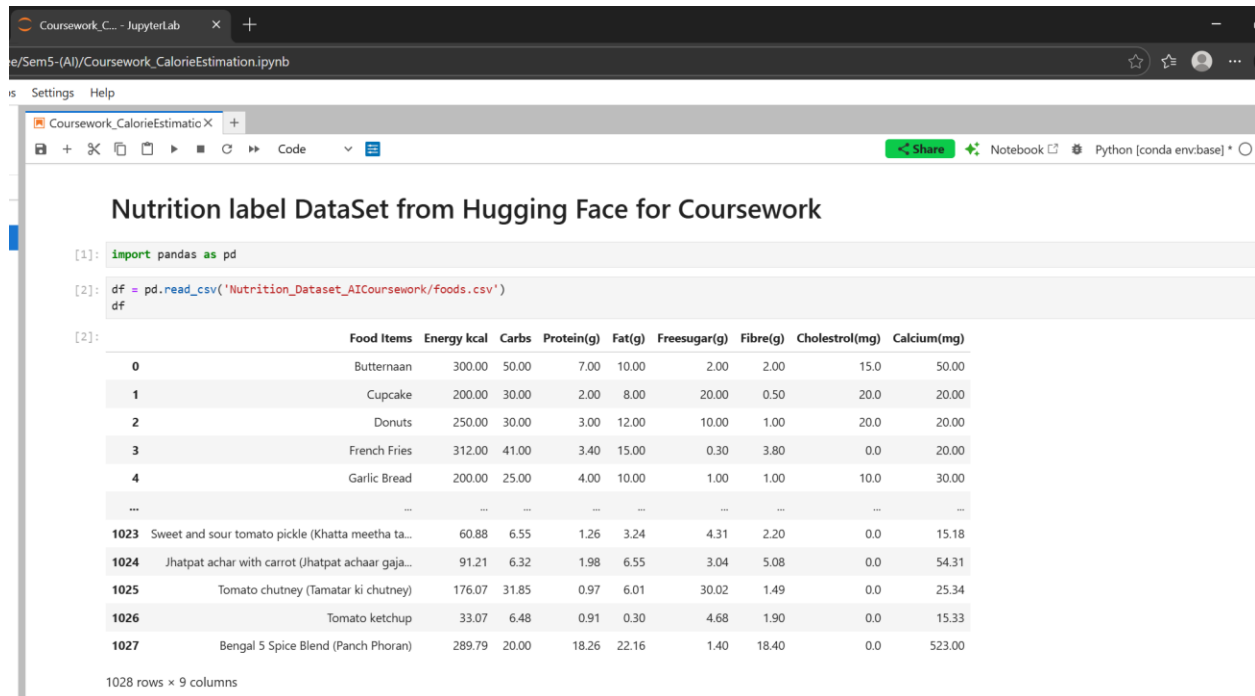 Coursework_C... - JupyterLab
ee/Sem5-(AI)/Coursework_CalorieEstimation.ipynb
Settings Help
Coursework_CalorieEstimatio
Code Share Notebook Python [conda env:base] *
Nutrition label DataSet from Hugging Face for Coursework
[1]: import pandas as pd
[2]: df = pd.read_csv('Nutrition_Dataset_AICoursework/foods.csv')
df
[2]:
Food Items Energy kcal Carbs Protein(g) Fat(g) Freesugar(g) Fibre(g) Cholestrol(mg) Calcium(mg)
0 Butternaan 300.00 50.00 7.00 10.00 2.00 2.00 15.0 50.00
1 Cupcake 200.00 30.00 2.00 8.00 20.00 0.50 20.0 20.00
2 Donuts 250.00 30.00 3.00 12.00 10.00 1.00 20.0 20.00
3 French Fries 312.00 41.00 3.40 15.00 0.30 3.80 0.0 20.00
4 Garlic Bread 200.00 25.00 4.00 10.00 1.00 1.00 10.0 30.00
... ... ... ... ... ... ... ... ... ...
1023 Sweet and sour tomato pickle (Khatta meetha ta... 60.88 6.55 1.26 3.24 4.31 2.20 0.0 15.18
1024 Jhatpat achar with carrot (Jhatpat achaar gaja... 91.21 6.32 1.98 6.55 3.04 5.08 0.0 54.31
1025 Tomato chutney (Tamatar ki chutney) 176.07 31.85 0.97 6.01 30.02 1.49 0.0 25.34
1026 Tomato ketchup 33.07 6.48 0.91 0.30 4.68 1.90 0.0 15.33
1027 Bengal 5 Spice Blend (Panch Phoran) 289.79 20.00 18.26 22.16 1.40 18.40 0.0 523.00
1028 rows × 9 columns